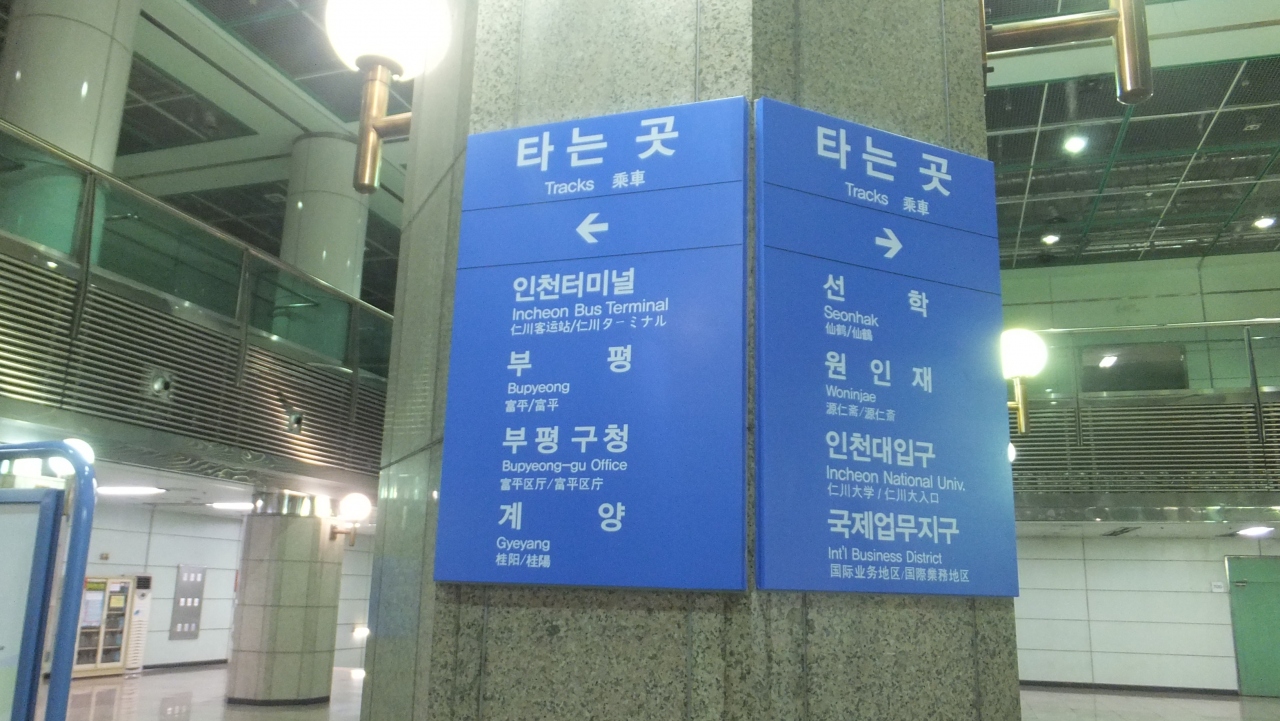 타는 곳
Tracks 乘車
←
인천터미널
Incheon Bus Terminal
仁川客运站/仁川ターミナル
부 평
Bupyeong
富平/富平
부평구청
Bupyeong-gu Office
富平区厅/富平区庁
계 양
Gyeyang
桂阳/桂陽
타는 곳
Tracks 乘車
→
선 학
Seonhak
仙鹤/仙鶴
원 인 재
Woninjae
源仁斋/源仁斎
인천대입구
Incheon National Univ.
仁川大学/仁川大入口
국제업무지구
Int'l Business District
国际业务地区/国際業務地区